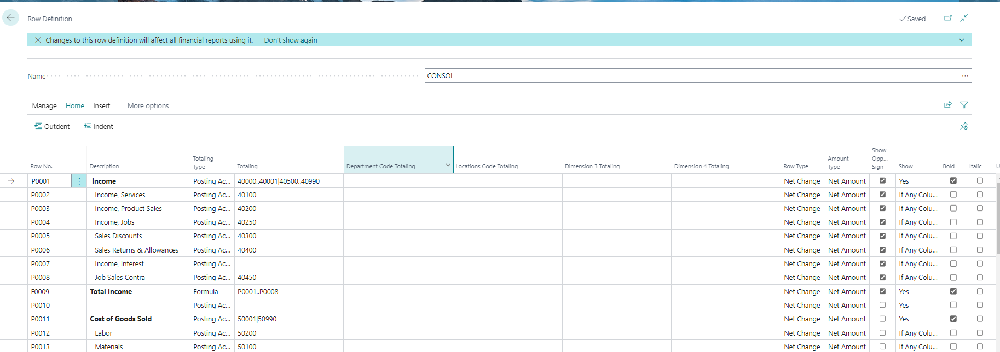 Row Definition
Saved
Changes to this row definition will affect all financial reports using it. Don't show again
Name
CONSOL
Manage Home Insert More options
Outdent Indent
Row No. Description Totaling Type Totaling Department Code Totaling Locations Code Totaling Dimension 3 Totaling Dimension 4 Totaling Row Type Amount Type Show Opp... Sign Show Bold Italic U
P0001 Income Posting Ac... 40000..40001|40500..40990 Net Change Net Amount Yes
P0002 Income, Services Posting Ac... 40100 Net Change Net Amount If Any Colu...
P0003 Income, Product Sales Posting Ac... 40200 Net Change Net Amount If Any Colu...
P0004 Income, Jobs Posting Ac... 40250 Net Change Net Amount If Any Colu...
P0005 Sales Discounts Posting Ac... 40300 Net Change Net Amount If Any Colu...
P0006 Sales Returns & Allowances Posting Ac... 40400 Net Change Net Amount If Any Colu...
P0007 Income, Interest Posting Ac... Net Change Net Amount If Any Colu...
P0008 Job Sales Contra Posting Ac... 40450 Net Change Net Amount If Any Colu...
F0009 Total Income Formula P0001..P0008 Net Change Net Amount Yes
P0010 Posting Ac... Net Change Net Amount Yes
P0011 Cost of Goods Sold Posting Ac... 50001|50990 Net Change Net Amount Yes
P0012 Labor Posting Ac... 50200 Net Change Net Amount If Any Colu...
P0013 Materials Posting Ac... 50100 Net Change Net Amount If Any Colu...